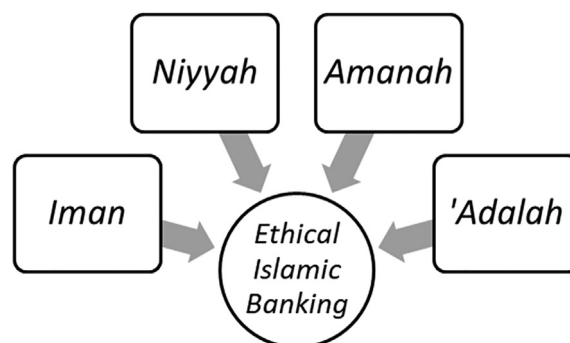 Niyyah
Amanah
Iman
'Adalah
Ethical
Islamic
Banking